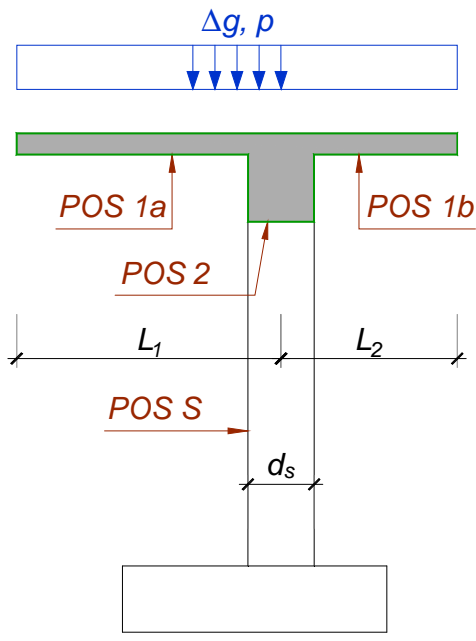 Δg, p
POS 1a
POS 1b
POS 2
L₁
L₂
POS S
dₛ